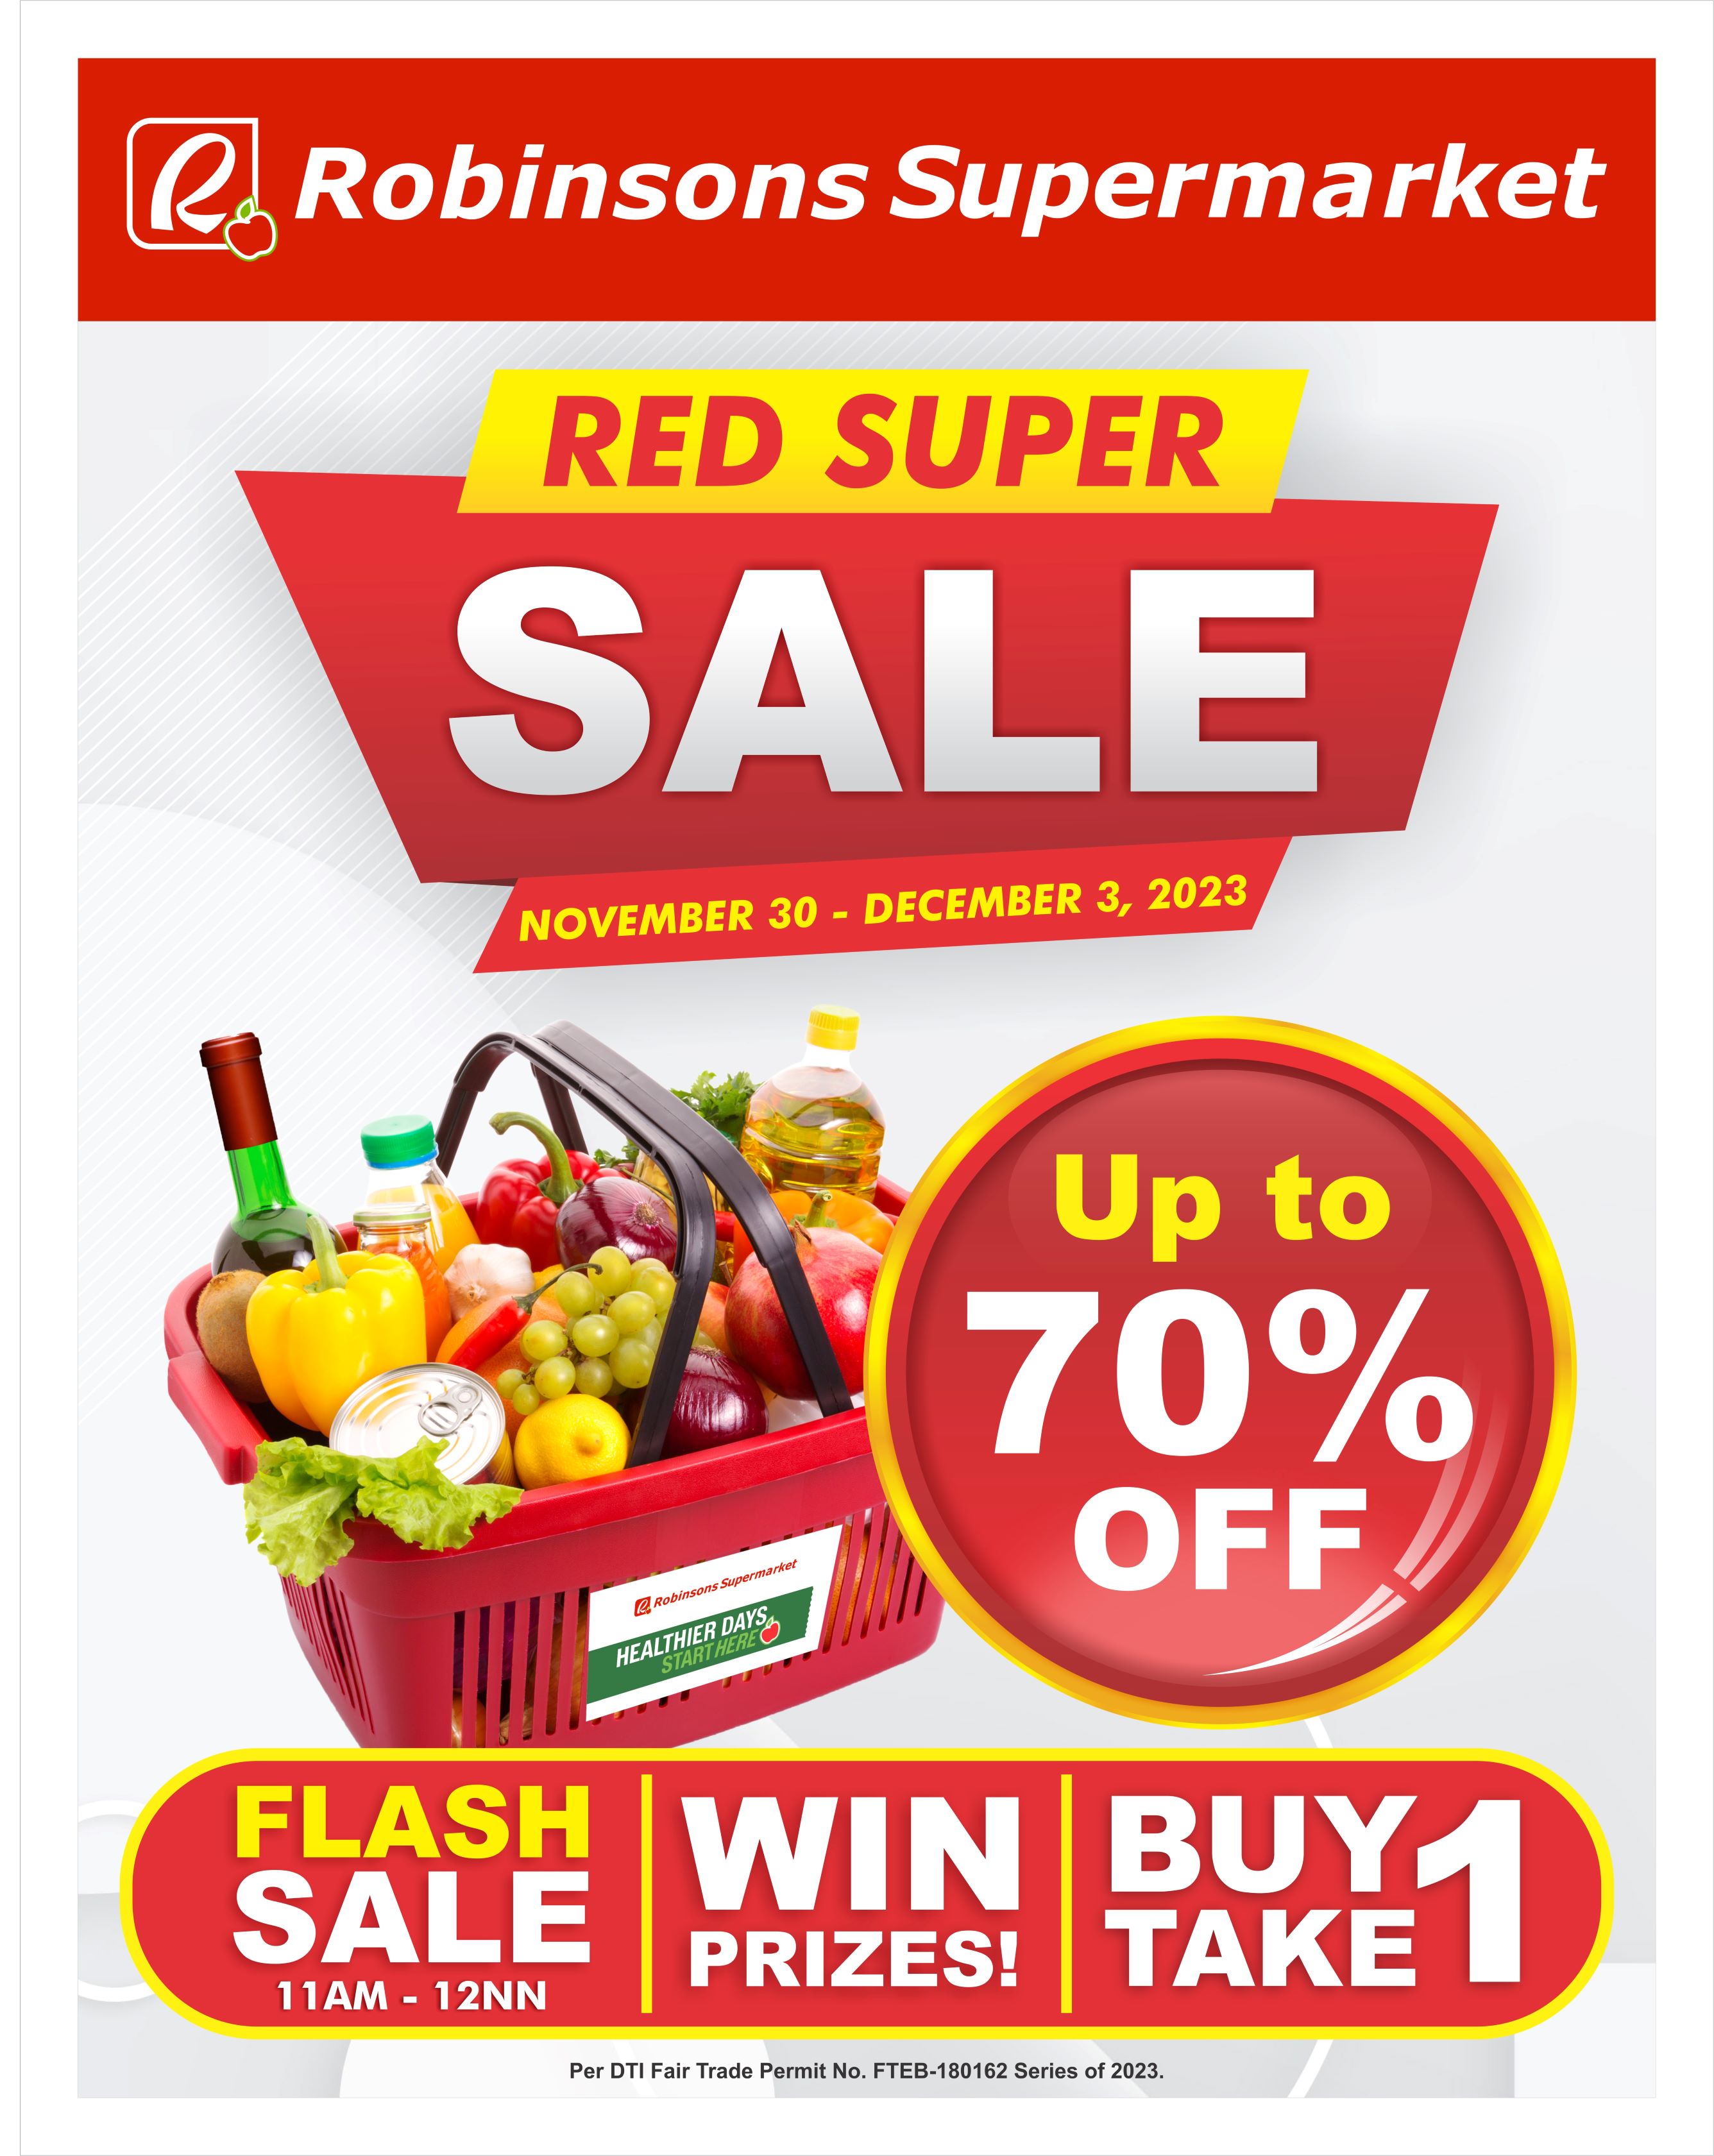 Robinsons Supermarket
RED SUPER
SALE
NOVEMBER 30 - DECEMBER 3, 2023
Up to
70%
OFF
Robinsons Supermarket
HEALTHIER DAYS
START HERE
FLASH
SALE
11AM - 12NN
WIN
PRIZES!
BUY 1
TAKE
Per DTI Fair Trade Permit No. FTEB-180162 Series of 2023.